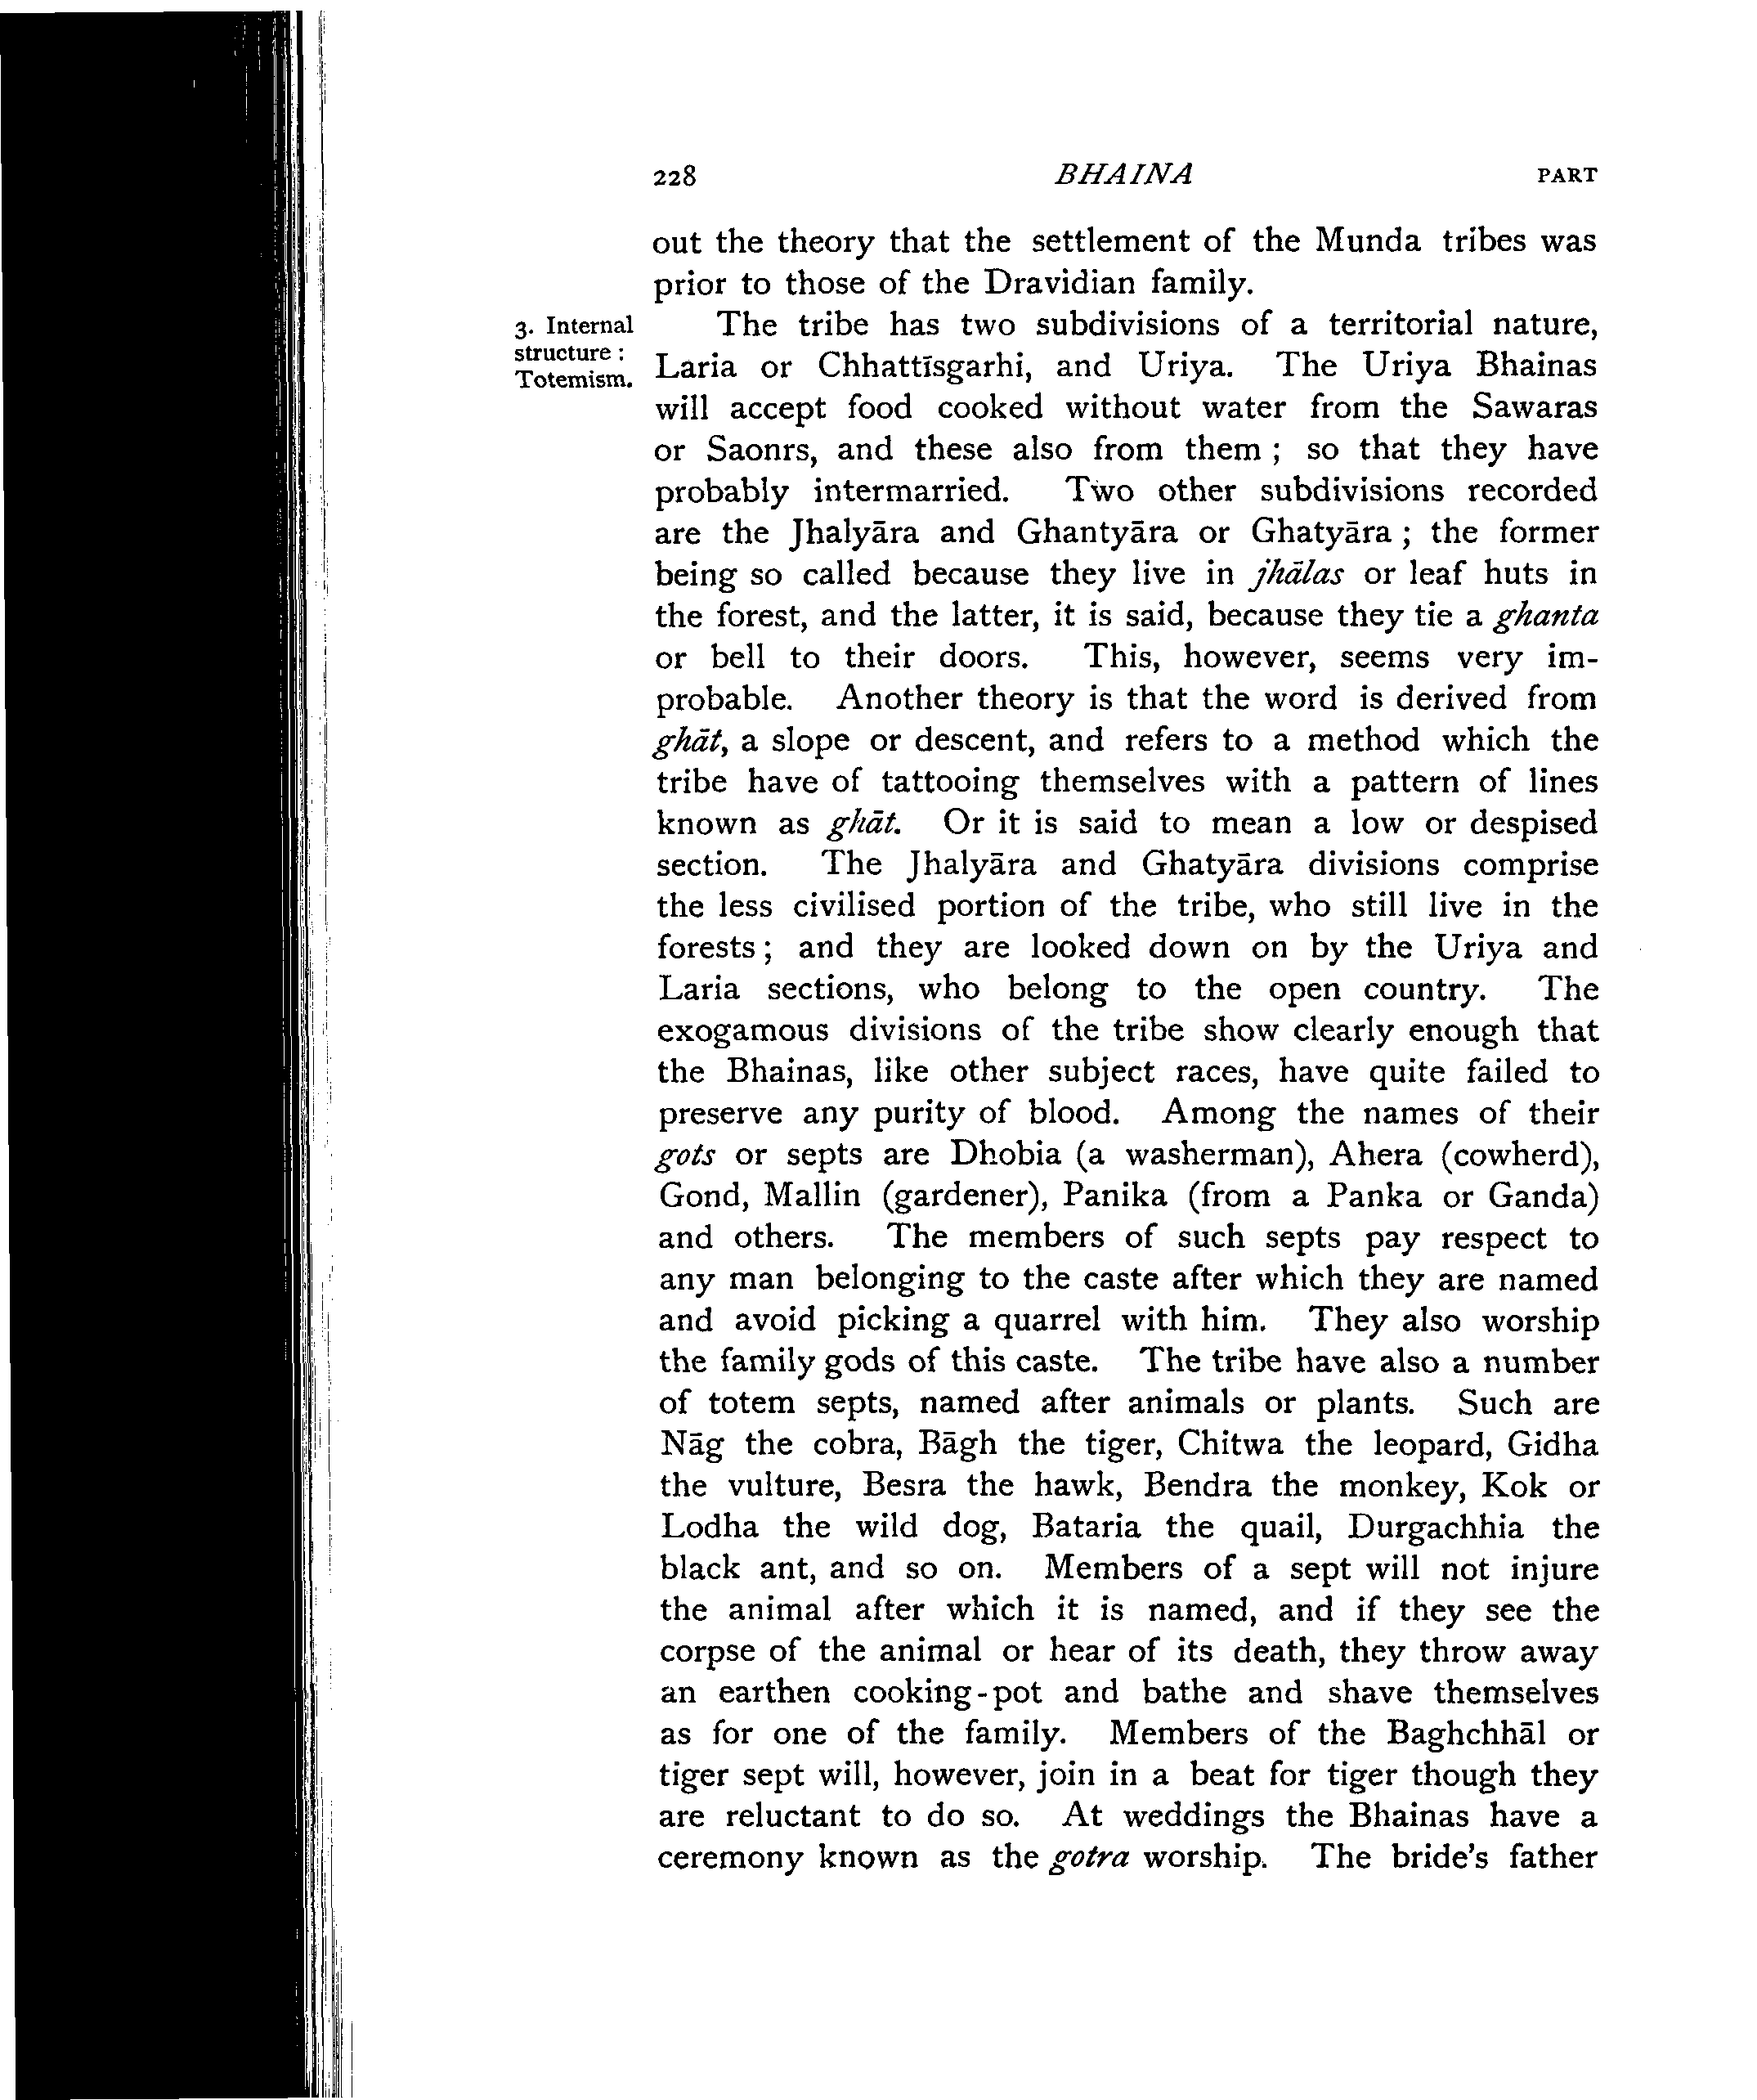 228 BHAINA PART
out the theory that the settlement of the Munda tribes was
prior to those of the Dravidian family.
3. Internal
structure :
Totemism.
The tribe has two subdivisions of a territorial nature,
Laria or Chhattīsgarhi, and Uriya. The Uriya Bhainas
will accept food cooked without water from the Sawaras
or Saonrs, and these also from them ; so that they have
probably intermarried. Two other subdivisions recorded
are the Jhalyāra and Ghantyāra or Ghatyāra ; the former
being so called because they live in jhālas or leaf huts in
the forest, and the latter, it is said, because they tie a ghanta
or bell to their doors. This, however, seems very im-
probable. Another theory is that the word is derived from
ghāt, a slope or descent, and refers to a method which the
tribe have of tattooing themselves with a pattern of lines
known as ghāt. Or it is said to mean a low or despised
section. The Jhalyāra and Ghatyāra divisions comprise
the less civilised portion of the tribe, who still live in the
forests ; and they are looked down on by the Uriya and
Laria sections, who belong to the open country. The
exogamous divisions of the tribe show clearly enough that
the Bhainas, like other subject races, have quite failed to
preserve any purity of blood. Among the names of their
gots or septs are Dhobia (a washerman), Ahera (cowherd),
Gond, Mallin (gardener), Panika (from a Panka or Ganda)
and others. The members of such septs pay respect to
any man belonging to the caste after which they are named
and avoid picking a quarrel with him. They also worship
the family gods of this caste. The tribe have also a number
of totem septs, named after animals or plants. Such are
Nāg the cobra, Bāgh the tiger, Chitwa the leopard, Gidha
the vulture, Besra the hawk, Bendra the monkey, Kok or
Lodha the wild dog, Bataria the quail, Durgachhia the
black ant, and so on. Members of a sept will not injure
the animal after which it is named, and if they see the
corpse of the animal or hear of its death, they throw away
an earthen cooking-pot and bathe and shave themselves
as for one of the family. Members of the Baghchhāl or
tiger sept will, however, join in a beat for tiger though they
are reluctant to do so. At weddings the Bhainas have a
ceremony known as the gotra worship. The bride's father